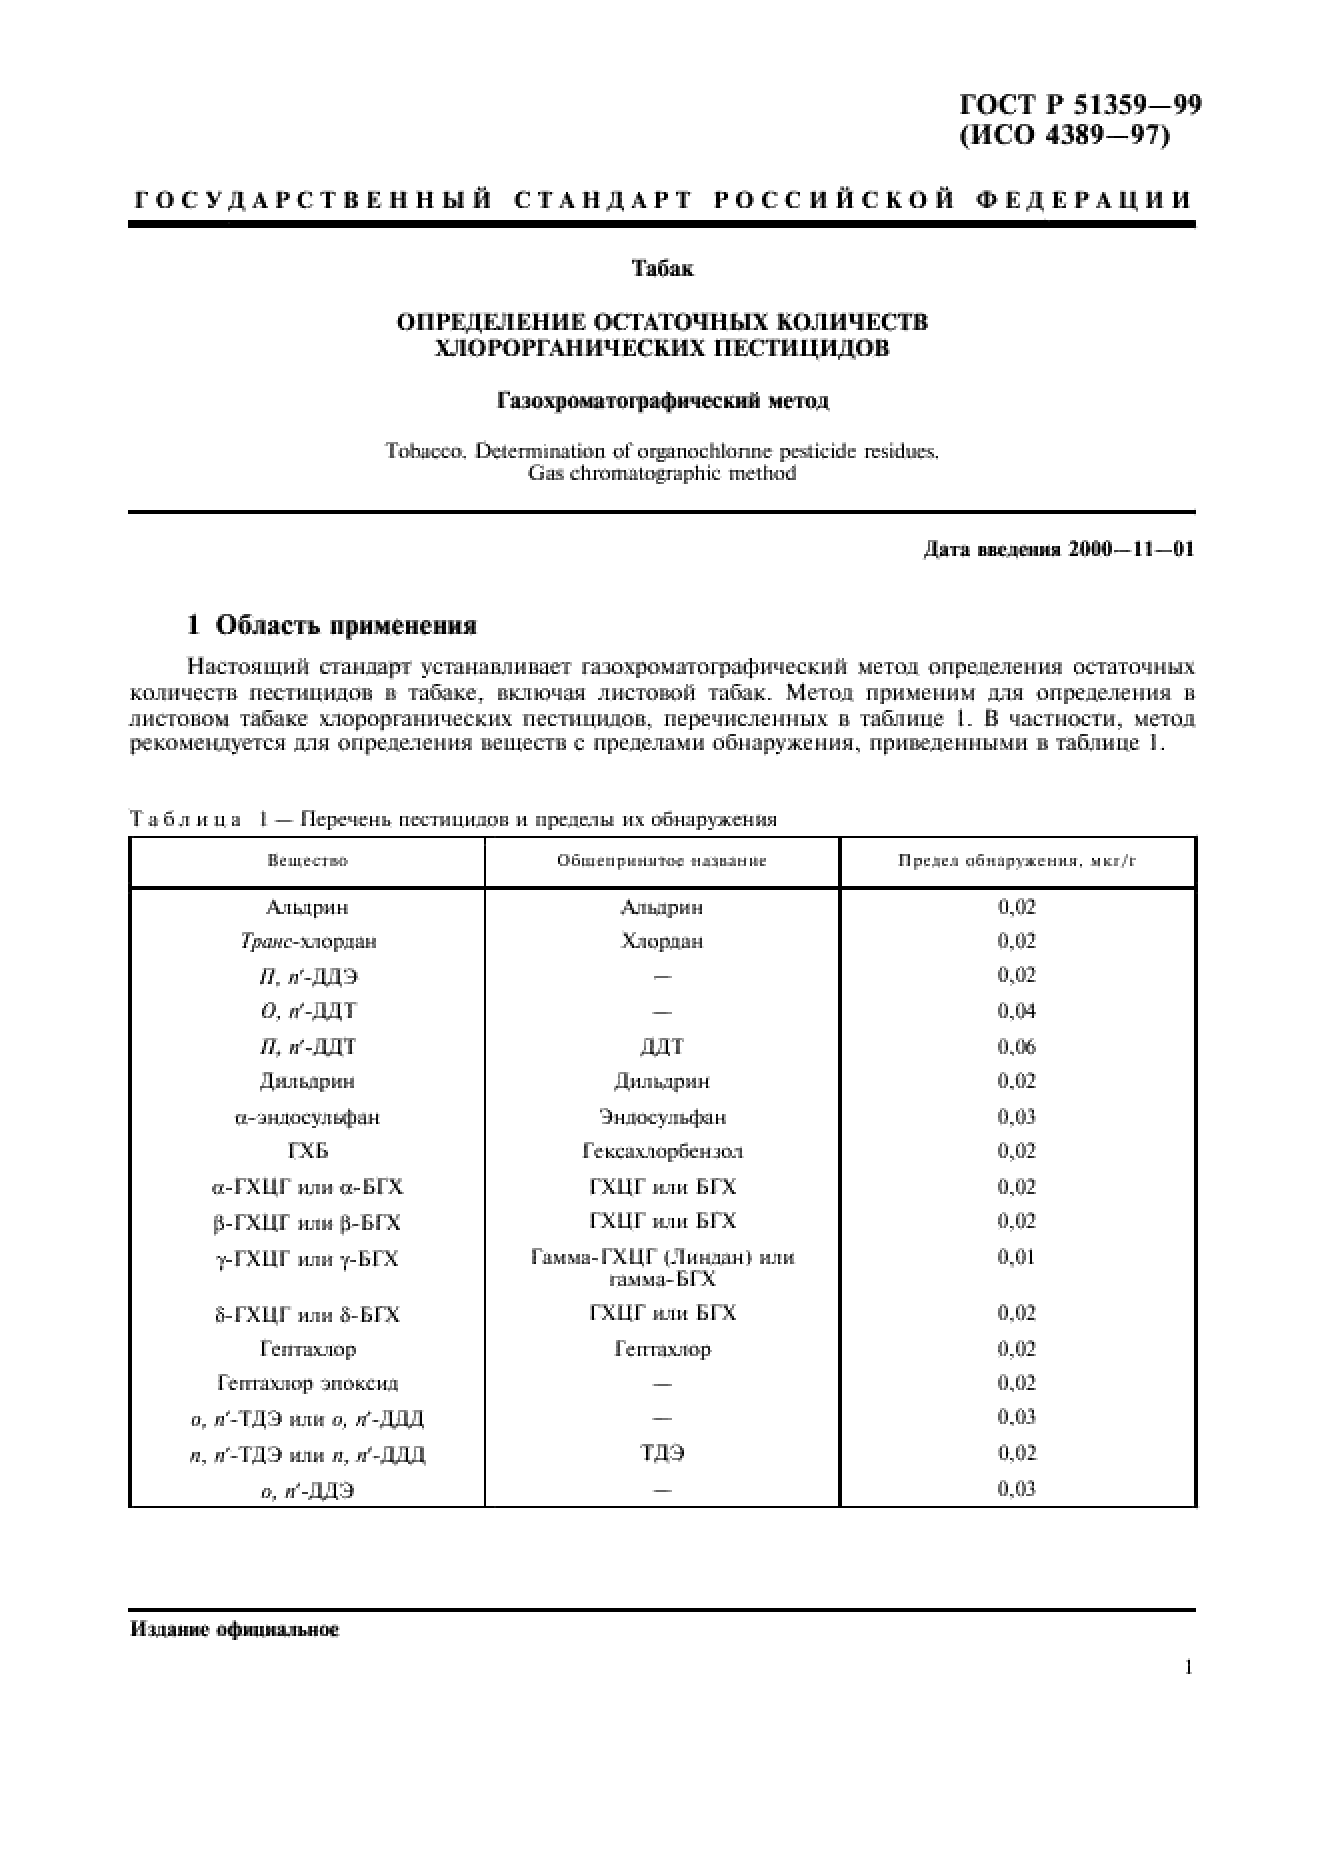 ГОСТ Р 51359—99
(ИСО 4389—97)
ГОСУДАРСТВЕННЫЙ СТАНДАРТ РОССИЙСКОЙ ФЕДЕРАЦИИ
Табак
ОПРЕДЕЛЕНИЕ ОСТАТОЧНЫХ КОЛИЧЕСТВ
ХЛОРОРГАНИЧЕСКИХ ПЕСТИЦИДОВ
Газохроматографический метод
Tobacco. Determination of organochlorine pesticide residues.
Gas chromatographic method
Дата введения 2000—11—01
1 Область применения
Настоящий стандарт устанавливает газохроматографический метод определения остаточных
количеств пестицидов в табаке, включая листовой табак. Метод применим для определения в
листовом табаке хлорорганических пестицидов, перечисленных в таблице 1. В частности, метод
рекомендуется для определения веществ с пределами обнаружения, приведенными в таблице 1.
Таблица 1 — Перечень пестицидов и пределы их обнаружения
Вещество Общепринятое название Предел обнаружения, мкг/г
Альдрин Альдрин 0,02
Транс-хлордан Хлордан 0,02
П, п′-ДДЭ — 0,02
О, п′-ДДТ — 0,04
П, п′-ДДТ ДДТ 0,06
Дильдрин Дильдрин 0,02
α-эндосульфан Эндосульфан 0,03
ГХБ Гексахлорбензол 0,02
α-ГХЦГ или α-БГХ ГХЦГ или БГХ 0,02
β-ГХЦГ или β-БГХ ГХЦГ или БГХ 0,02
γ-ГХЦГ или γ-БГХ Гамма-ГХЦГ (Линдан) или 0,01
гамма-БГХ
δ-ГХЦГ или δ-БГХ ГХЦГ или БГХ 0,02
Гептахлор Гептахлор 0,02
Гептахлор эпоксид — 0,02
о, п′-ТДЭ или о, п′-ДДД — 0,03
п, п′-ТДЭ или п, п′-ДДД ТДЭ 0,02
о, п′-ДДЭ — 0,03
Издание официальное
1